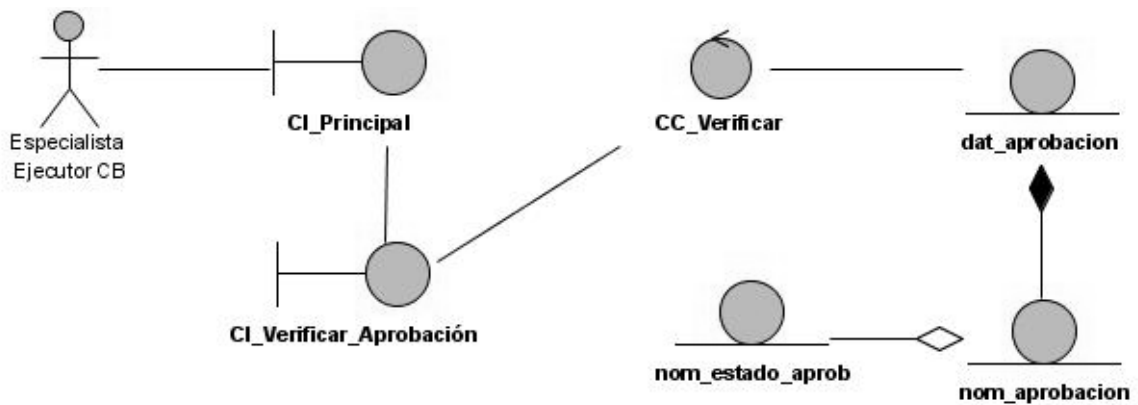 Especialista
Ejecutor CB
CI_Principal
CC_Verificar
dat_aprobacion
CI_Verificar_Aprobación
nom_estado_aprob
nom_aprobacion